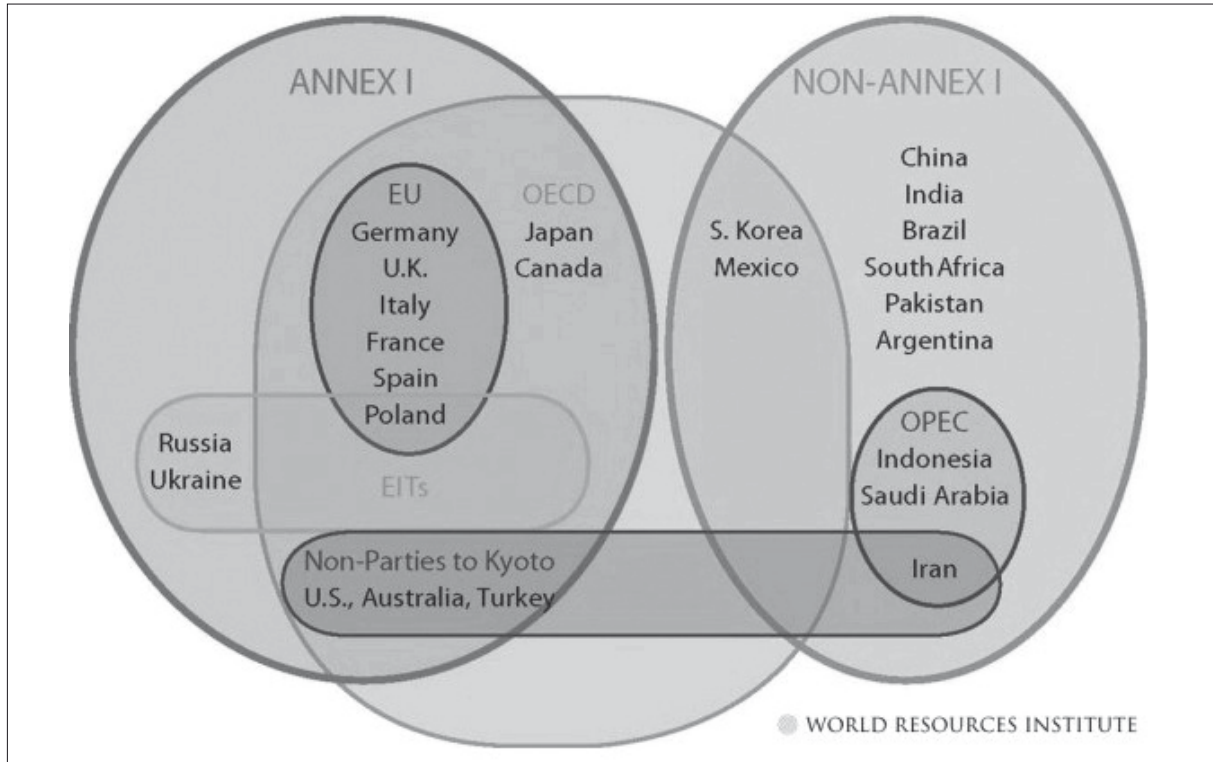 ANNEX I
NON-ANNEX I
EU
Germany
U.K.
Italy
France
Spain
Poland
OECD
Japan
Canada
S. Korea
Mexico
China
India
Brazil
South Africa
Pakistan
Argentina
Russia
Ukraine
EITs
OPEC
Indonesia
Saudi Arabia
Iran
Non-Parties to Kyoto
U.S., Australia, Turkey
WORLD RESOURCES INSTITUTE